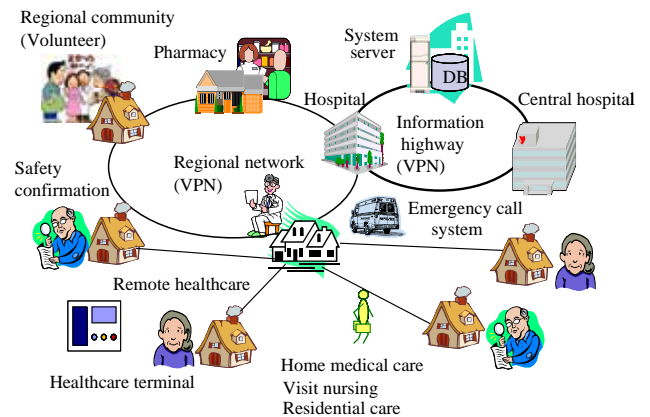 Regional community
(Volunteer)
Pharmacy
System
server
DB
Hospital
Central hospital
Information
highway
(VPN)
Regional network
(VPN)
Safety
confirmation
Emergency call
system
Remote healthcare
Healthcare terminal
Home medical care
Visit nursing
Residential care